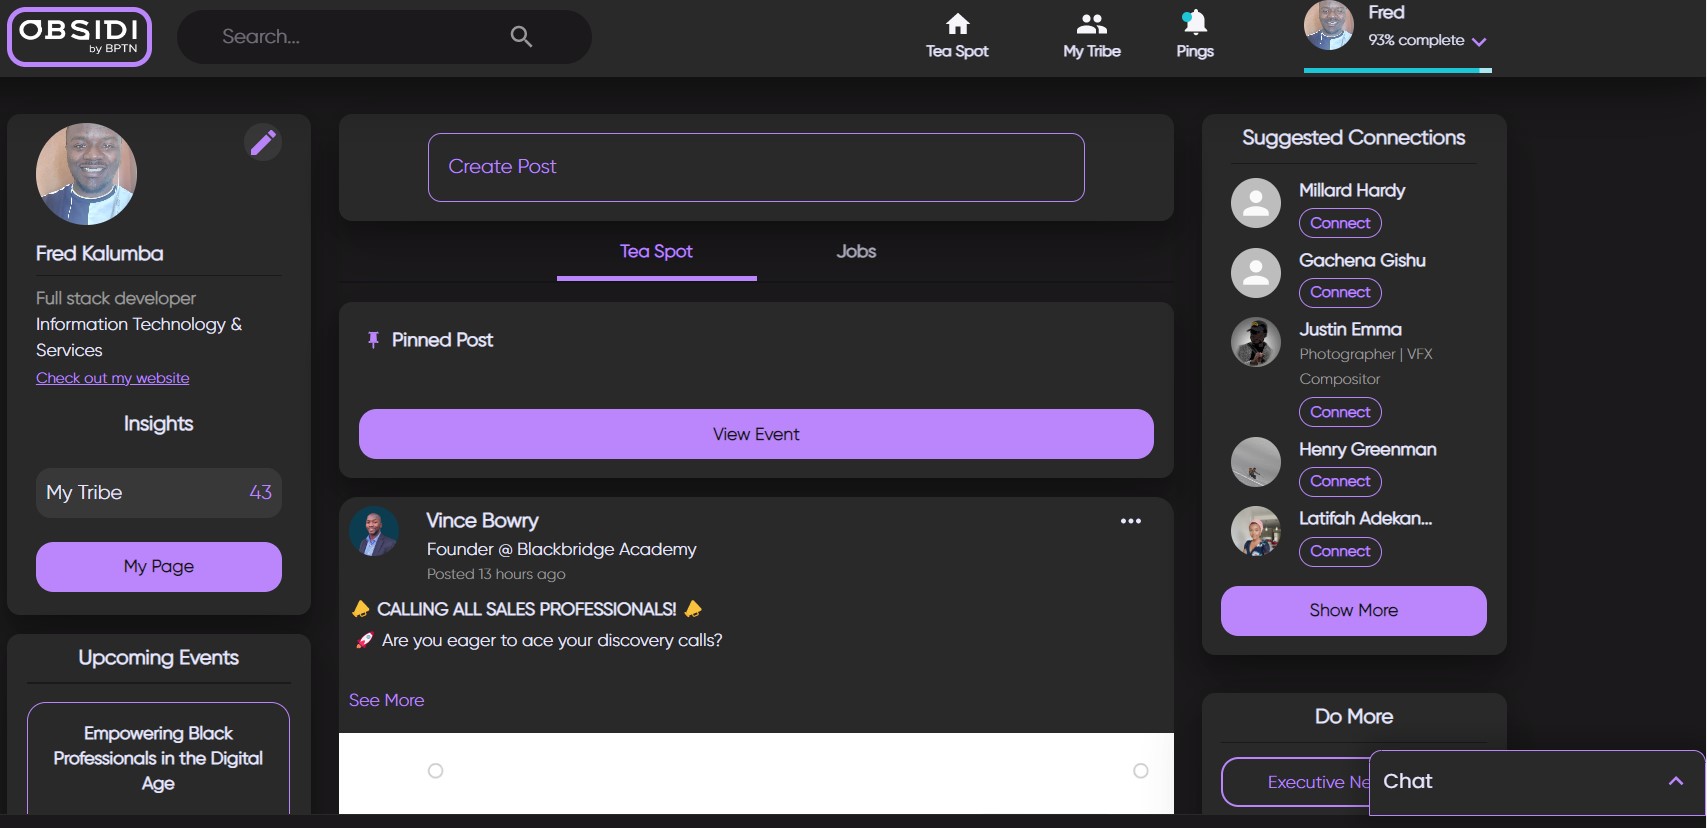 OBSIDI
by BPTN
Search...
Tea Spot
My Tribe
Pings
Fred
93% complete
Fred Kalumba
Full stack developer
Information Technology &
Services
Check out my website
Insights
My Tribe 43
My Page
Upcoming Events
Empowering Black
Professionals in the Digital
Age
Create Post
Tea Spot
Jobs
Pinned Post
View Event
Vince Bowry
Founder @ Blackbridge Academy
Posted 13 hours ago
CALLING ALL SALES PROFESSIONALS!
Are you eager to ace your discovery calls?
See More
Suggested Connections
Millard Hardy
Connect
Gachena Gishu
Connect
Justin Emma
Photographer | VFX
Compositor
Connect
Henry Greenman
Connect
Latifah Adekan...
Connect
Show More
Do More
Executive Ne
Chat